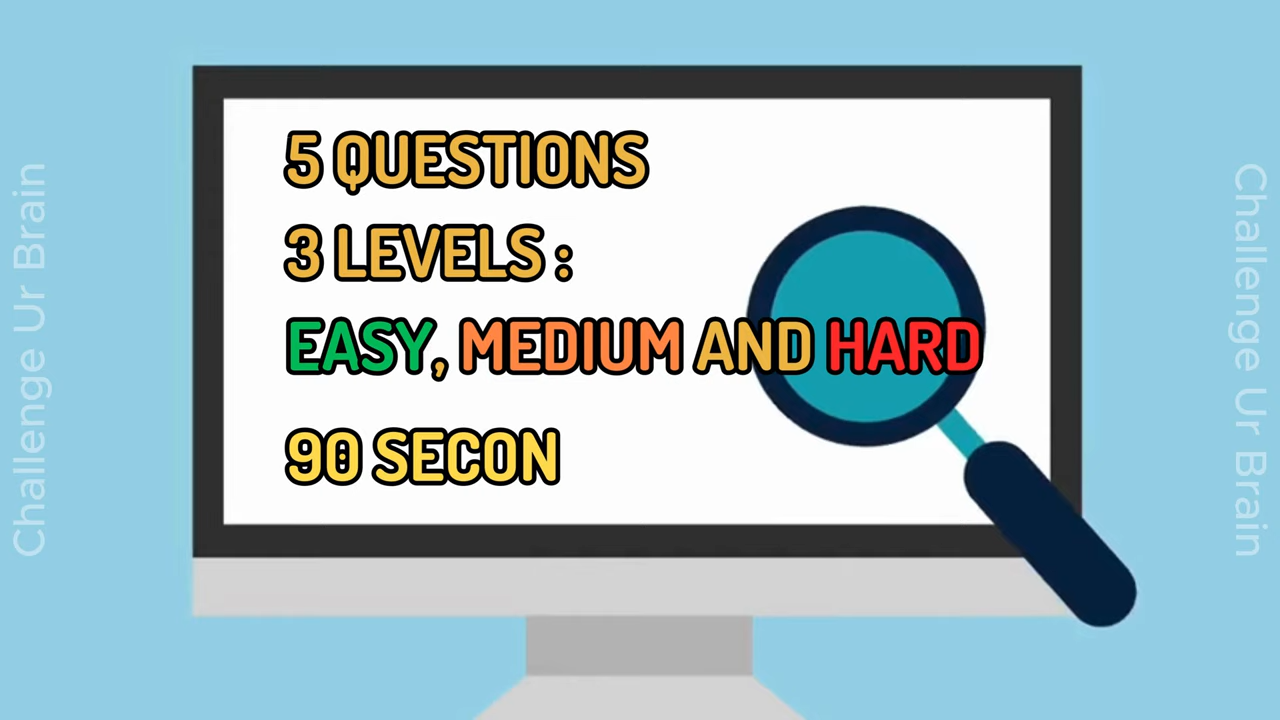 5 QUESTIONS
3 LEVELS :
EASY, MEDIUM AND HARD
90 SECON
Challenge Ur Brain
Challenge Ur Brain